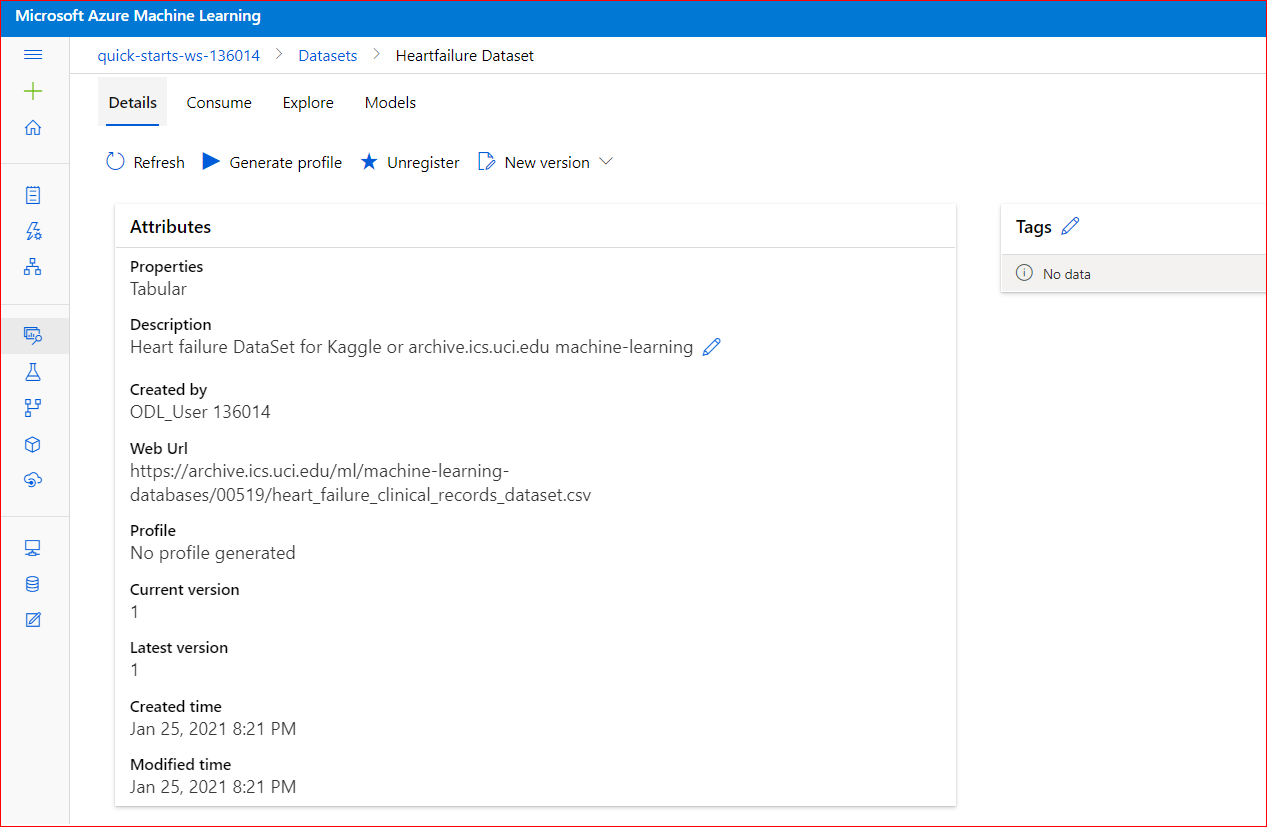 Microsoft Azure Machine Learning
quick-starts-ws-136014 > Datasets > Heartfailure Dataset
Details Consume Explore Models
Refresh Generate profile Unregister New version
Attributes
Properties
Tabular
Description
Heart failure DataSet for Kaggle or archive.ics.uci.edu machine-learning
Created by
ODL_User 136014
Web Url
https://archive.ics.uci.edu/ml/machine-learning-
databases/00519/heart_failure_clinical_records_dataset.csv
Profile
No profile generated
Current version
1
Latest version
1
Created time
Jan 25, 2021 8:21 PM
Modified time
Jan 25, 2021 8:21 PM
Tags
No data